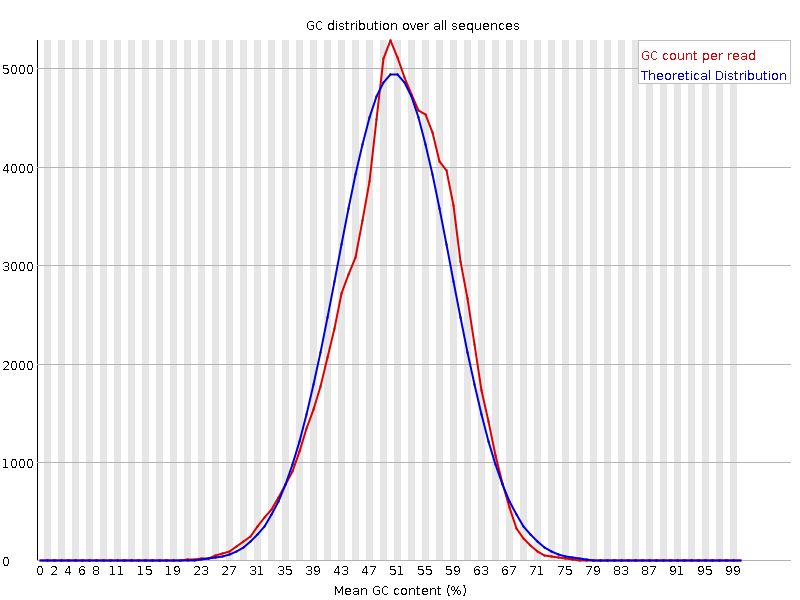 GC distribution over all sequences
GC count per read
Theoretical Distribution
5000
4000
3000
2000
1000
0
0 2 4 6 8 11 15 19 23 27 31 35 39 43 47 51 55 59 63 67 71 75 79 83 87 91 95 99
Mean GC content (%)